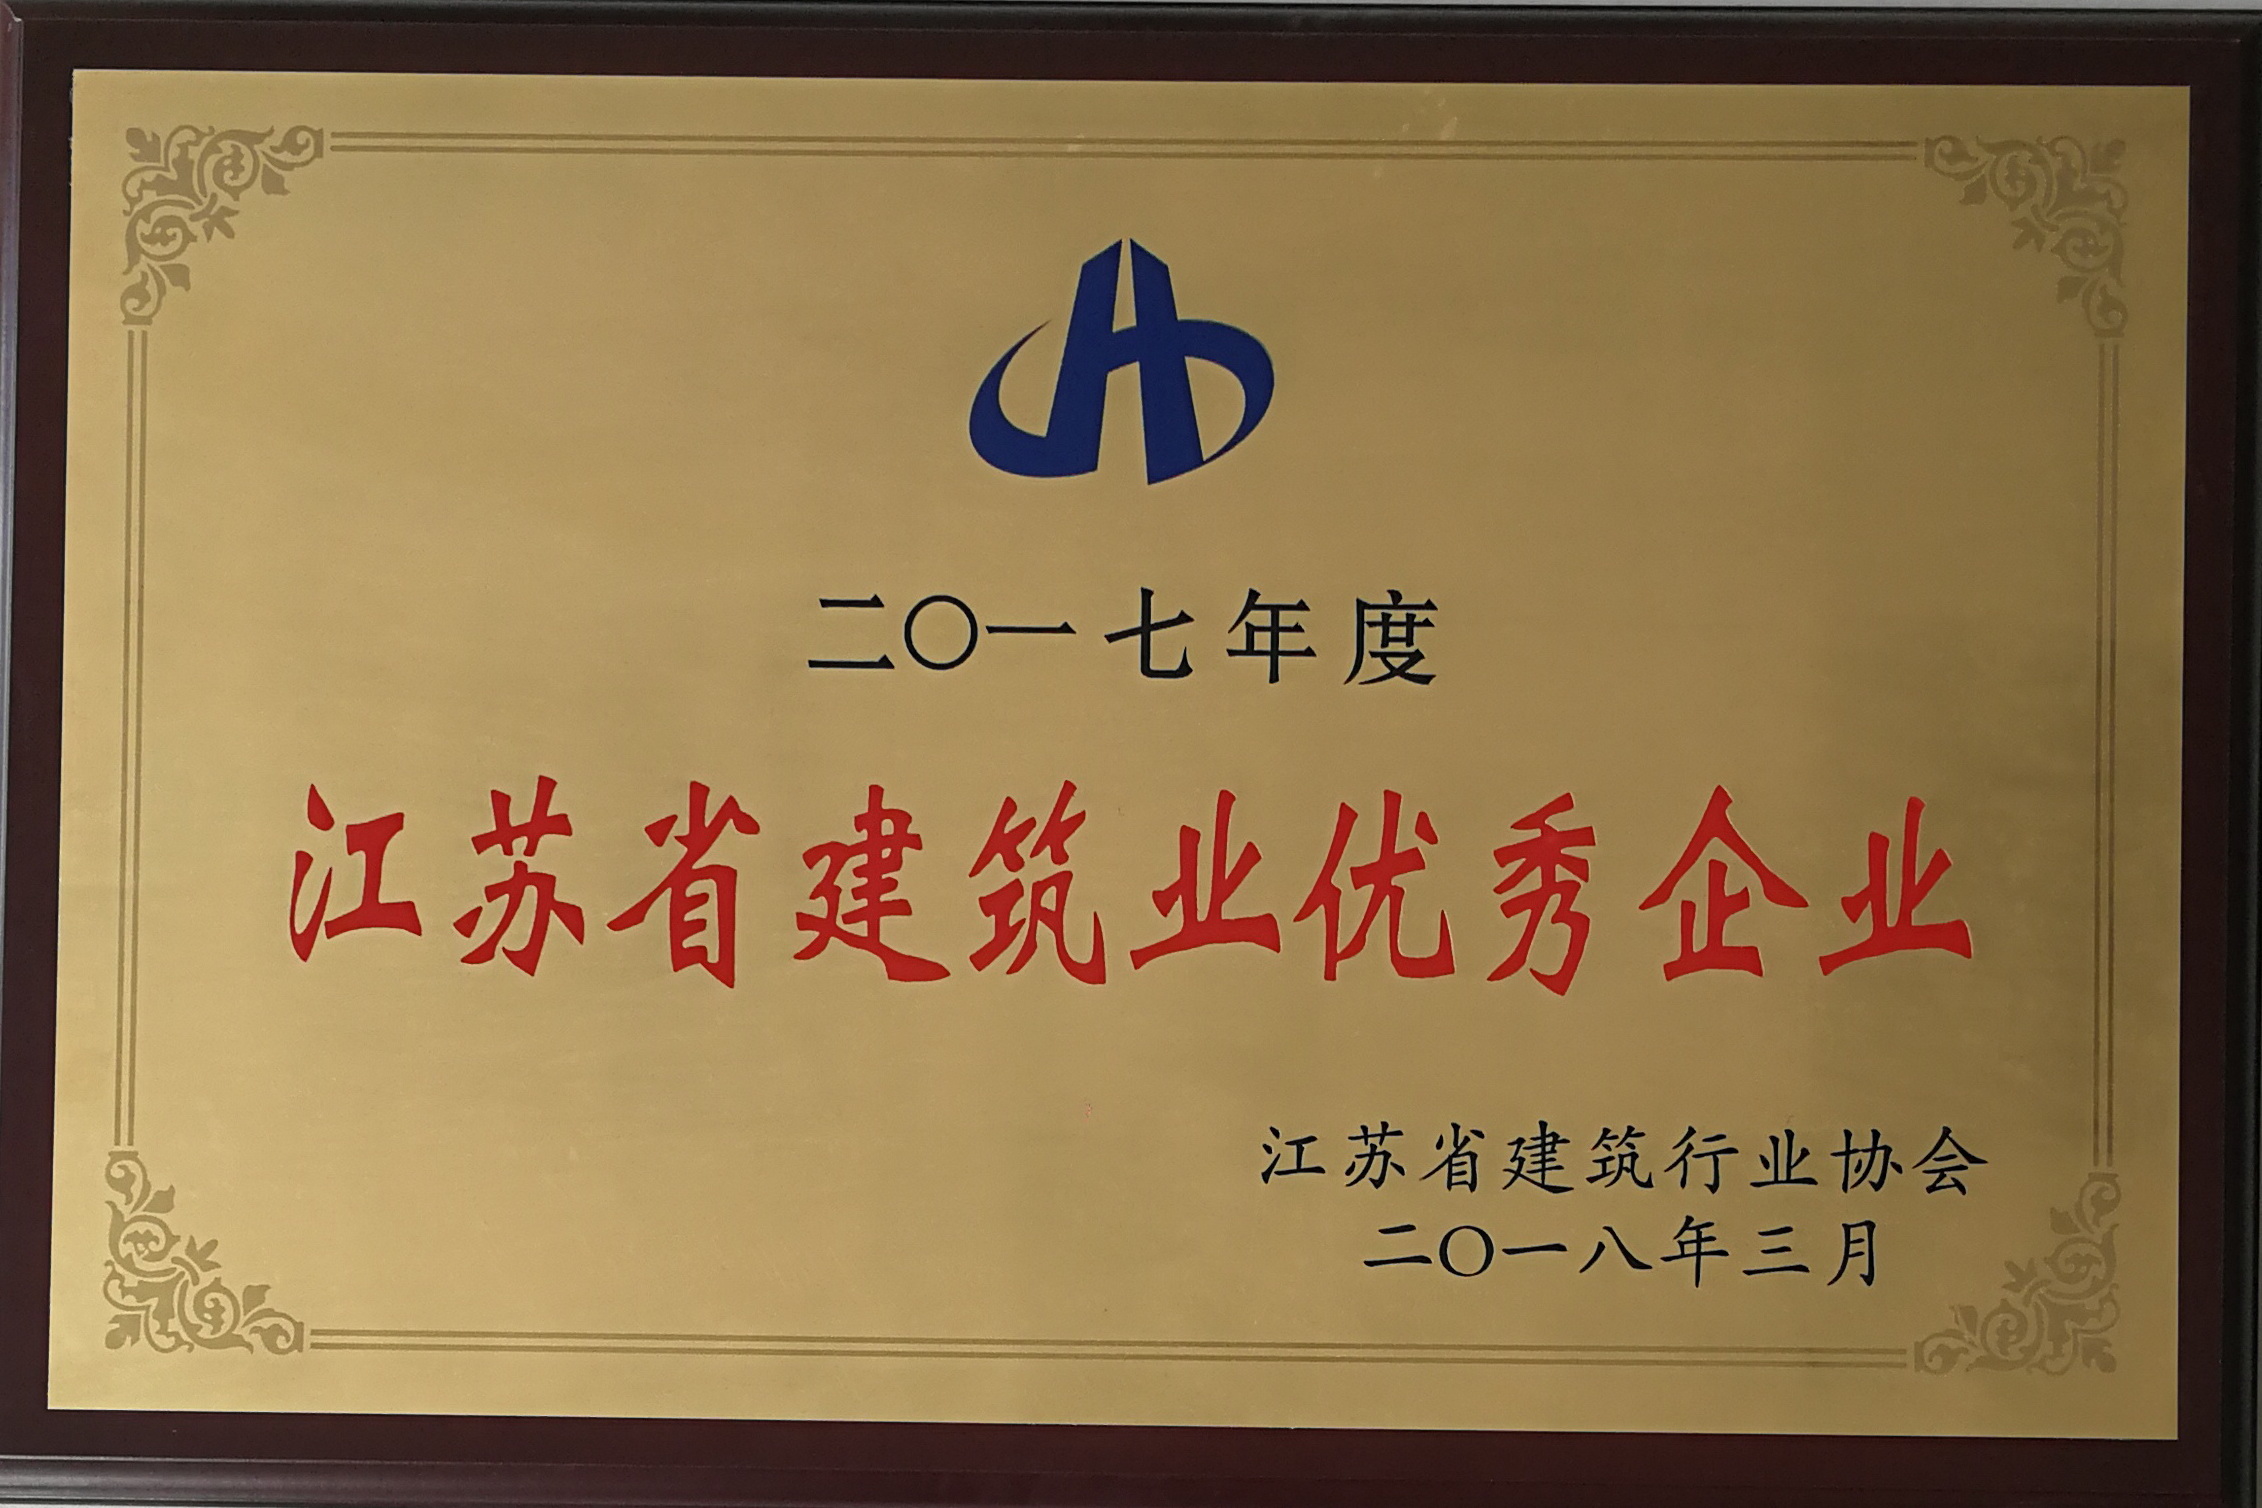 二〇一七年度
江苏省建筑业优秀企业
江苏省建筑行业协会
二〇一八年三月